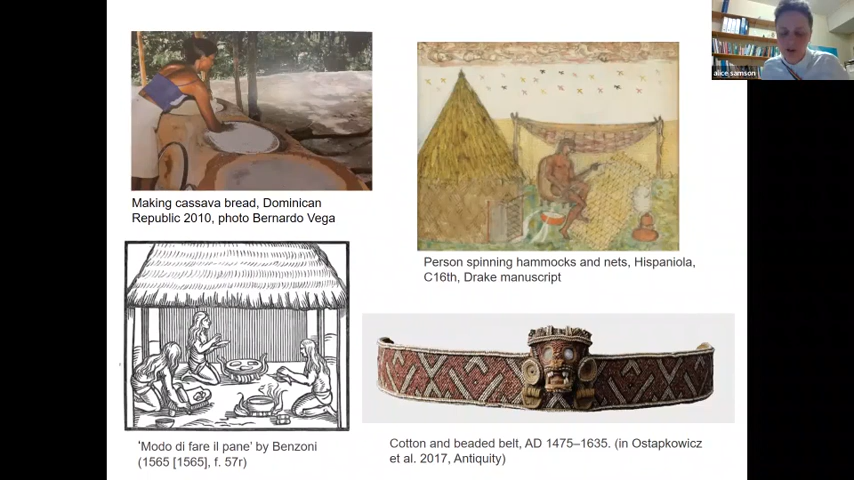 alice samson
Making cassava bread, Dominican
Republic 2010, photo Bernardo Vega
Person spinning hammocks and nets, Hispaniola,
C16th, Drake manuscript
'Modo di fare il pane' by Benzoni
(1565 [1565], f. 57r)
Cotton and beaded belt, AD 1475–1635. (in Ostapkowicz
et al. 2017, Antiquity)